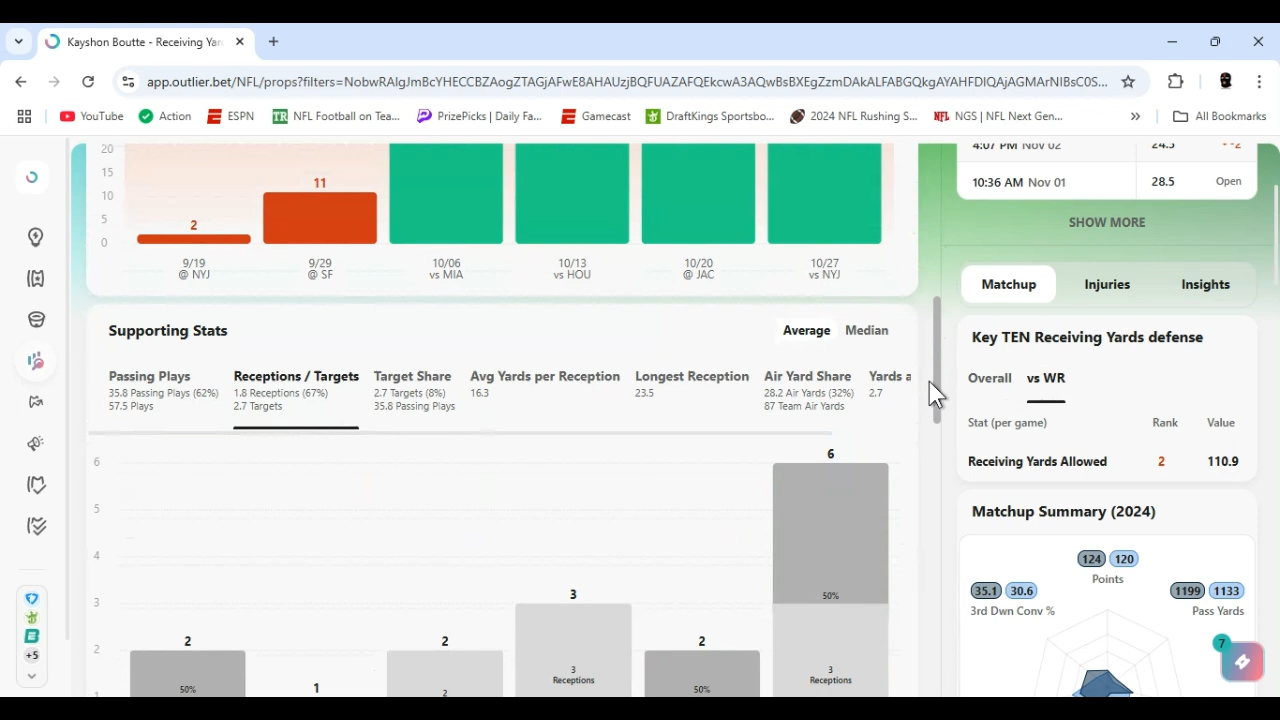 Kayshon Boutte - Receiving Yar
app.outlier.bet/NFL/props?filters=NobwRAlgJmBcYHECCBZAogZTAGjAFwE8AHAUzjBQFUAZAFQEkcwA3AQwBsBXEgZzmDAkALFABGQkgAYAHFDIQAjAGMArNIBsC0S...
YouTube
Action
ESPN
NFL Football on Tea...
PrizePicks | Daily Fa...
Gamecast
DraftKings Sportsbo...
2024 NFL Rushing S...
NGS | NFL Next Gen...
»
All Bookmarks
20
15
10
5
0
2
11
9/19
@ NYJ
9/29
@ SF
10/06
vs MIA
10/13
vs HOU
10/20
@ JAC
10/27
vs NYJ
4:07 PM Nov 02
24.5
10:36 AM Nov 01
28.5
Open
SHOW MORE
Matchup
Injuries
Insights
Supporting Stats
Average
Median
Passing Plays
35.8 Passing Plays (62%)
57.5 Plays
Receptions / Targets
1.8 Receptions (67%)
2.7 Targets
Target Share
2.7 Targets (8%)
35.8 Passing Plays
Avg Yards per Reception
16.3
Longest Reception
23.5
Air Yard Share
28.2 Air Yards (32%)
87 Team Air Yards
Yards a
2.7
6
5
4
3
2
1
2
50%
1
2
2
3
3
Receptions
2
50%
6
50%
3
Receptions
Key TEN Receiving Yards defense
Overall
vs WR
Stat (per game)
Rank
Value
Receiving Yards Allowed
2
110.9
Matchup Summary (2024)
124
120
Points
35.1
30.6
3rd Dwn Conv %
1199
1133
Pass Yards
7
+5